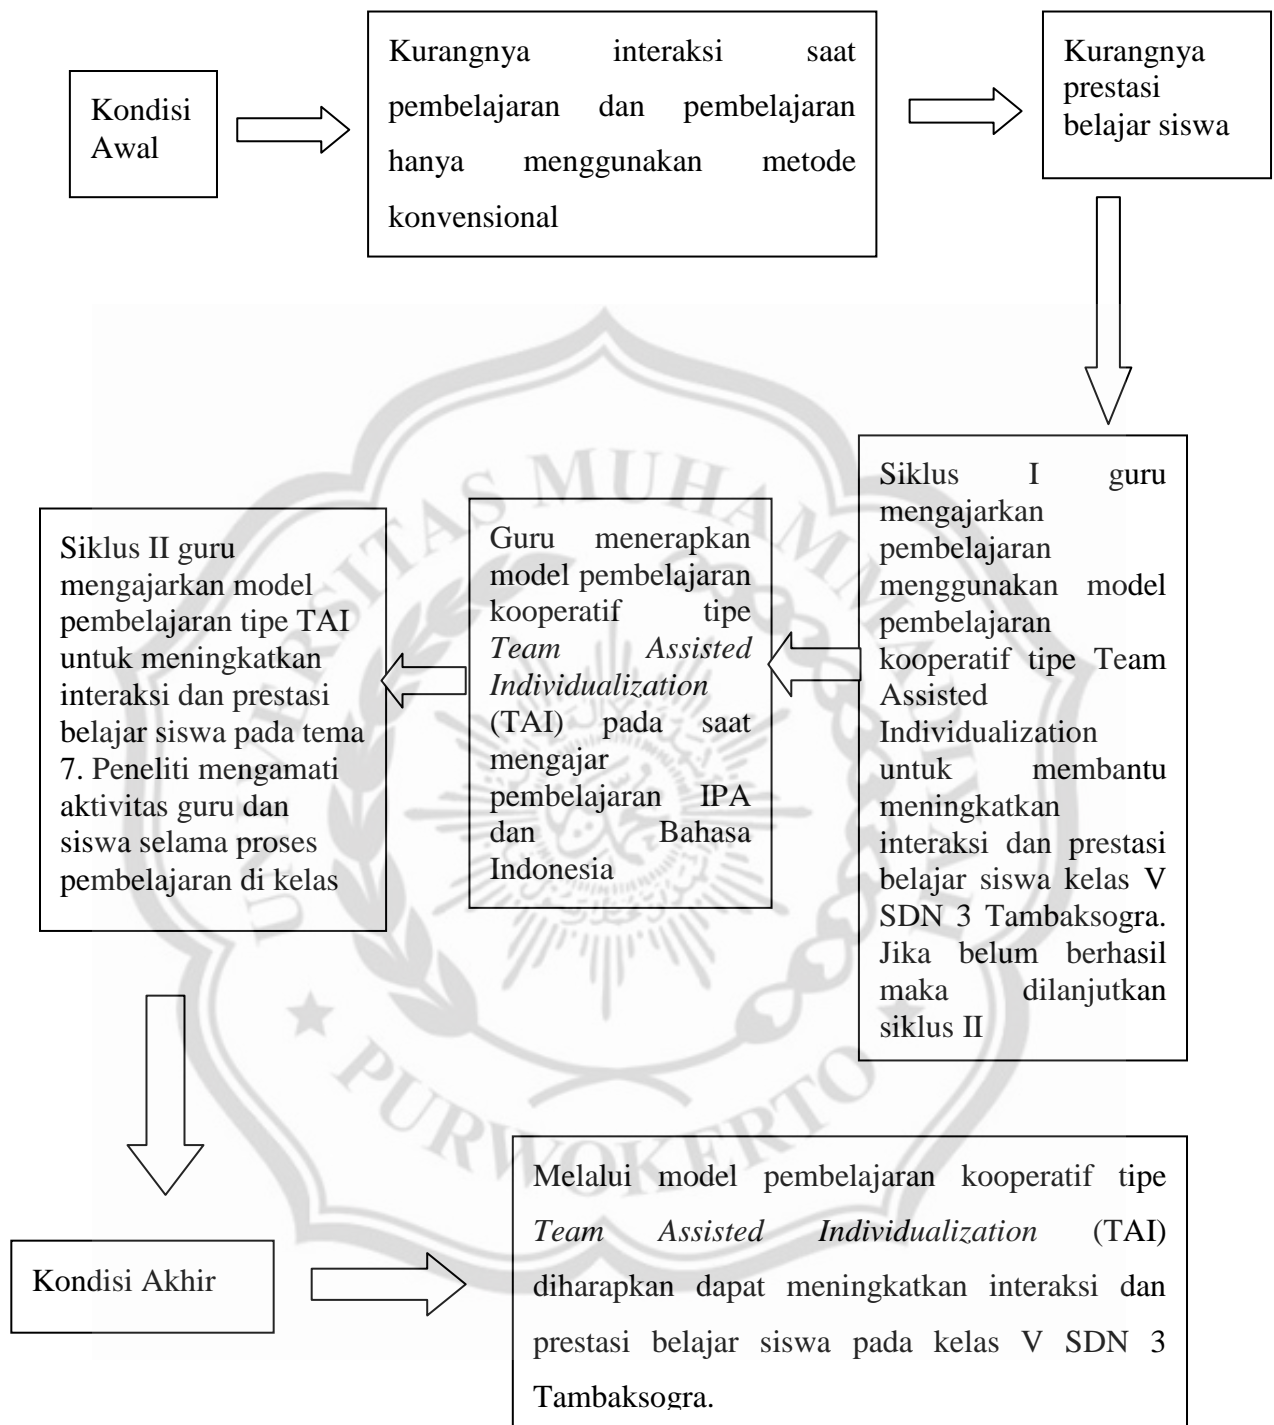 Kondisi
Awal
Kurangnya interaksi saat
pembelajaran dan pembelajaran
hanya menggunakan metode
konvensional
Kurangnya
prestasi
belajar siswa
Siklus I guru
mengajarkan
pembelajaran
menggunakan model
pembelajaran
kooperatif tipe Team
Assisted
Individualization
untuk membantu
meningkatkan
interaksi dan prestasi
belajar siswa kelas V
SDN 3 Tambaksogra.
Jika belum berhasil
maka dilanjutkan
siklus II
Guru menerapkan
model pembelajaran
kooperatif tipe
Team Assisted
Individualization
(TAI) pada saat
mengajar
pembelajaran IPA
dan Bahasa
Indonesia
Siklus II guru
mengajarkan model
pembelajaran tipe TAI
untuk meningkatkan
interaksi dan prestasi
belajar siswa pada tema
7. Peneliti mengamati
aktivitas guru dan
siswa selama proses
pembelajaran di kelas
Kondisi Akhir
Melalui model pembelajaran kooperatif tipe
Team Assisted Individualization (TAI)
diharapkan dapat meningkatkan interaksi dan
prestasi belajar siswa pada kelas V SDN 3
Tambaksogra.
UNIVERSITAS MUHAMMADIYAH
PURWOKERTO